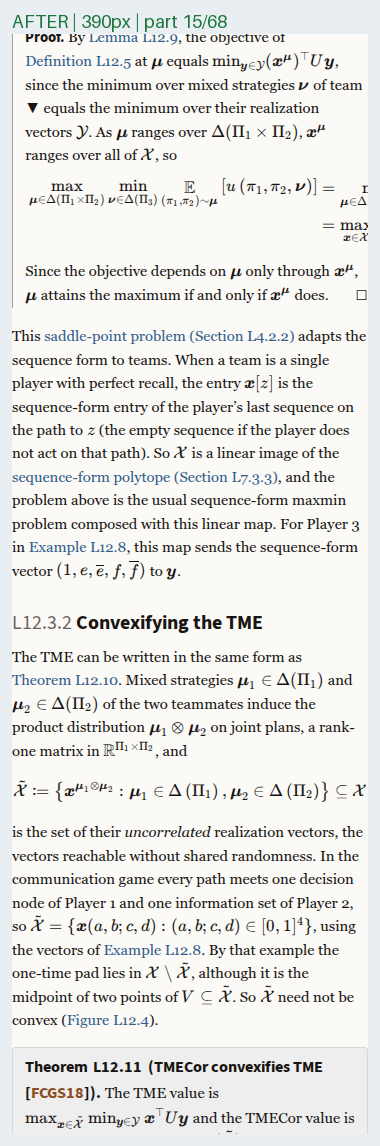 AFTER | 390px | part 15/68
Proof. By Lemma L12.9, the objective of
Definition L12.5 at μ equals min_{y∈𝒴}(x^μ)^⊤Uy,
since the minimum over mixed strategies ν of team
▼ equals the minimum over their realization
vectors 𝒴. As μ ranges over Δ(Π₁ × Π₂), x^μ
ranges over all of 𝒳, so
max_{μ∈Δ(Π₁×Π₂)} min_{ν∈Δ(Π₃)} 𝔼_{(π₁,π₂)∼μ} [u (π₁, π₂, ν)] =
= max_{x∈𝒳}
Since the objective depends on μ only through x^μ,
μ attains the maximum if and only if x^μ does. □
This saddle-point problem (Section L4.2.2) adapts the
sequence form to teams. When a team is a single
player with perfect recall, the entry x[z] is the
sequence-form entry of the player's last sequence on
the path to z (the empty sequence if the player does
not act on that path). So 𝒳 is a linear image of the
sequence-form polytope (Section L7.3.3), and the
problem above is the usual sequence-form maxmin
problem composed with this linear map. For Player 3
in Example L12.8, this map sends the sequence-form
vector (1, e, e̅, f, f̅) to y.
L12.3.2 Convexifying the TME
The TME can be written in the same form as
Theorem L12.10. Mixed strategies μ₁ ∈ Δ(Π₁) and
μ₂ ∈ Δ(Π₂) of the two teammates induce the
product distribution μ₁ ⊗ μ₂ on joint plans, a rank-
one matrix in ℝ^{Π₁×Π₂}, and
𝒳̃ := {x^{μ₁⊗μ₂} : μ₁ ∈ Δ (Π₁) , μ₂ ∈ Δ (Π₂)} ⊆ 𝒳
is the set of their uncorrelated realization vectors, the
vectors reachable without shared randomness. In the
communication game every path meets one decision
node of Player 1 and one information set of Player 2,
so 𝒳̃ = {x(a, b; c, d) : (a, b; c, d) ∈ [0, 1]⁴}, using
the vectors of Example L12.8. By that example the
one-time pad lies in 𝒳 \ 𝒳̃, although it is the
midpoint of two points of V ⊆ 𝒳̃. So 𝒳̃ need not be
convex (Figure L12.4).
Theorem L12.11 (TMECor convexifies TME
[FCGS18]). The TME value is
max_{x∈𝒳̃} min_{y∈𝒴} x^⊤Uy and the TMECor value is